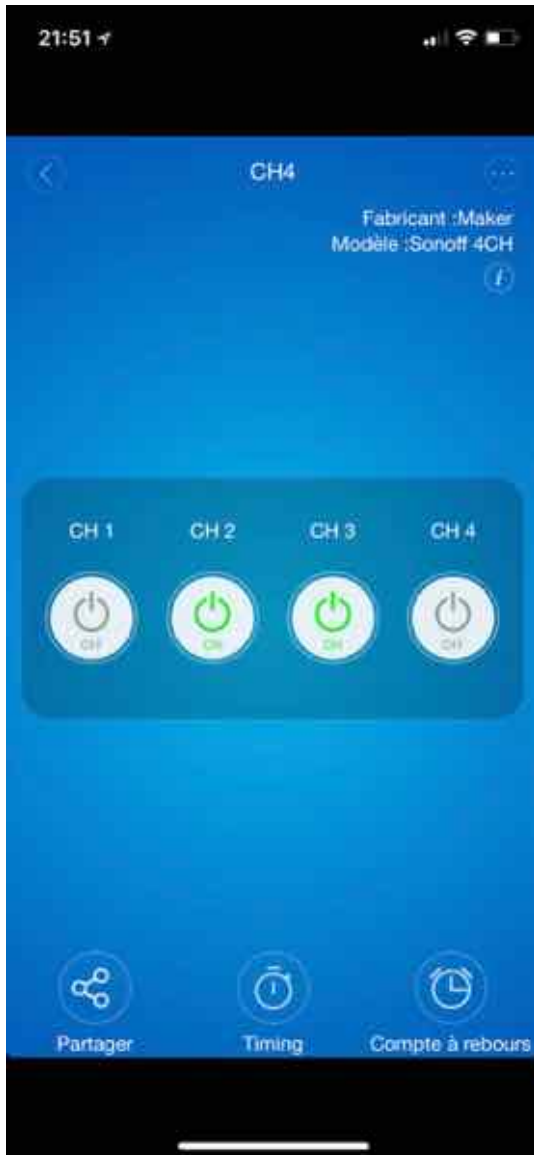 21:51
CH4
Fabricant :Maker
Modèle :Sonoff 4CH
CH 1 CH 2 CH 3 CH 4
Partager Timing Compte à rebours